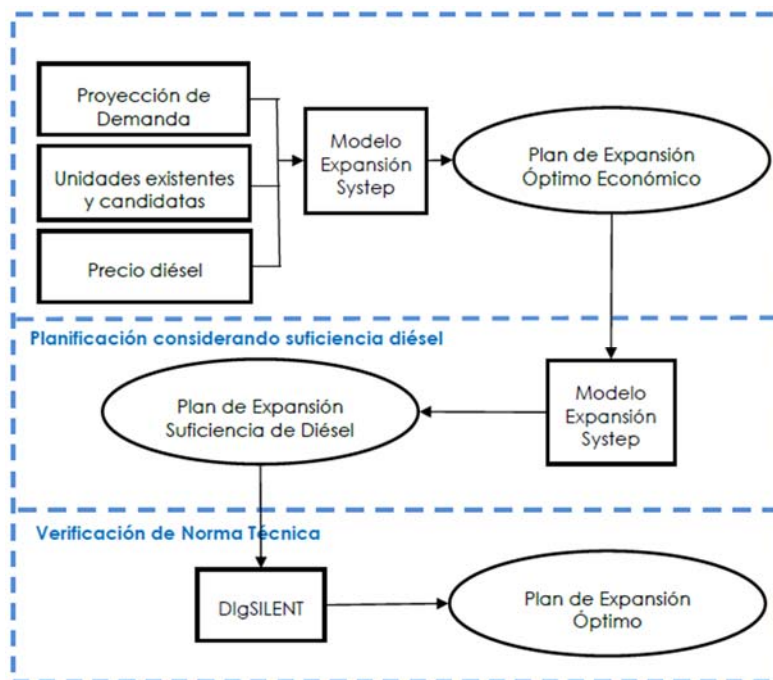 Proyección de
Demanda
Unidades existentes
y candidatas
Precio diésel
Modelo
Expansión
Systep
Plan de Expansión
Óptimo Económico
Planificación considerando suficiencia diésel
Plan de Expansión
Suficiencia de Diésel
Modelo
Expansión
Systep
Verificación de Norma Técnica
DIgSILENT
Plan de Expansión
Óptimo